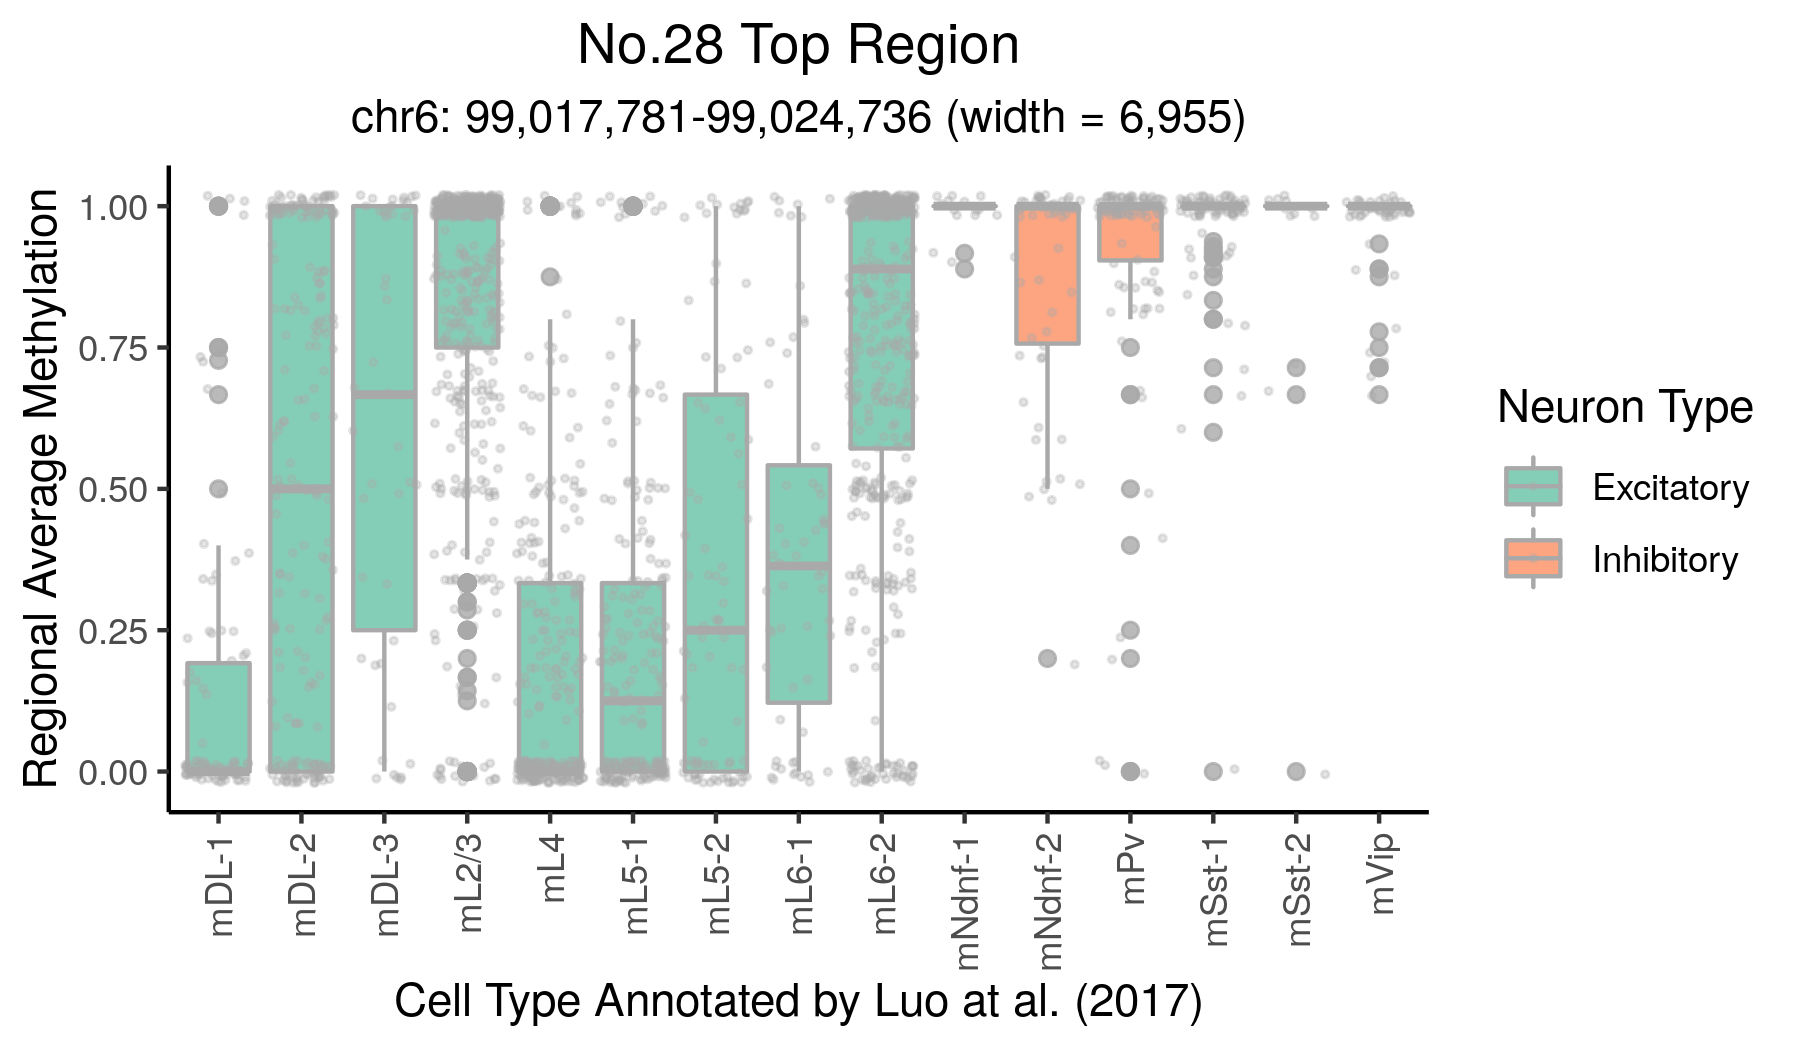 No.28 Top Region
chr6: 99,017,781-99,024,736 (width = 6,955)
Regional Average Methylation
1.00
0.75
0.50
0.25
0.00
mDL-1
mDL-2
mDL-3
mL2/3
mL4
mL5-1
mL5-2
mL6-1
mL6-2
mNdnf-1
mNdnf-2
mPv
mSst-1
mSst-2
mVip
Cell Type Annotated by Luo at al. (2017)
Neuron Type
Excitatory
Inhibitory